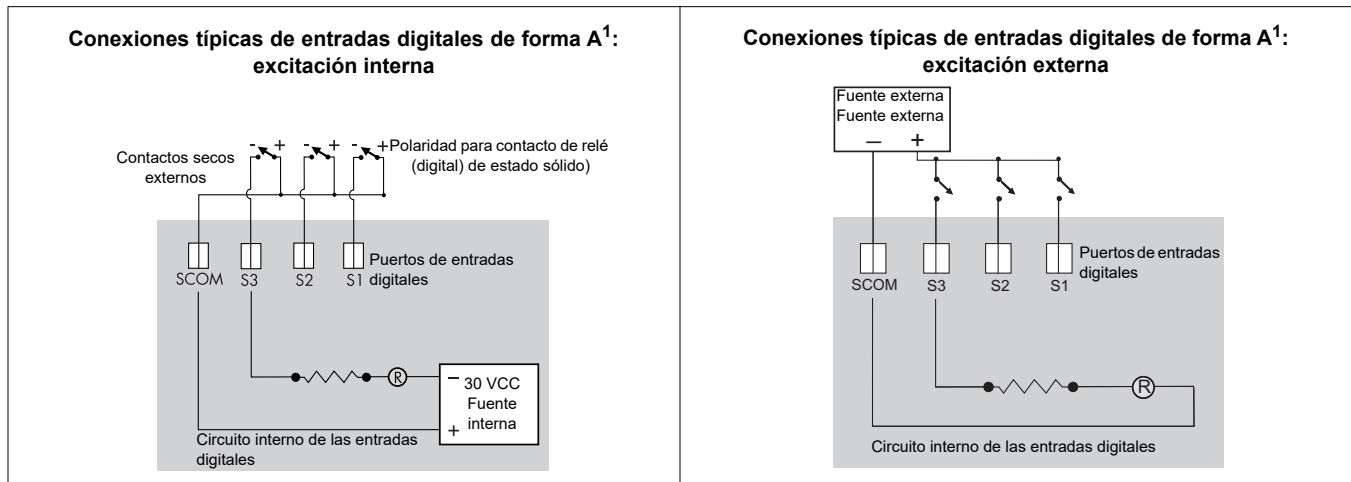 Conexiones típicas de entradas digitales de forma A1:
excitación interna
- + - + - +
Polaridad para contacto de relé
(digital) de estado sólido)
Contactos secos
externos
Puertos de entradas
digitales
SCOM S3 S2 S1
R
– 30 VCC
Fuente
interna
+
Circuito interno de las entradas
digitales
Conexiones típicas de entradas digitales de forma A1:
excitación externa
Fuente externa
Fuente externa
– +
Puertos de entradas
digitales
SCOM S3 S2 S1
R
Circuito interno de las entradas digitales